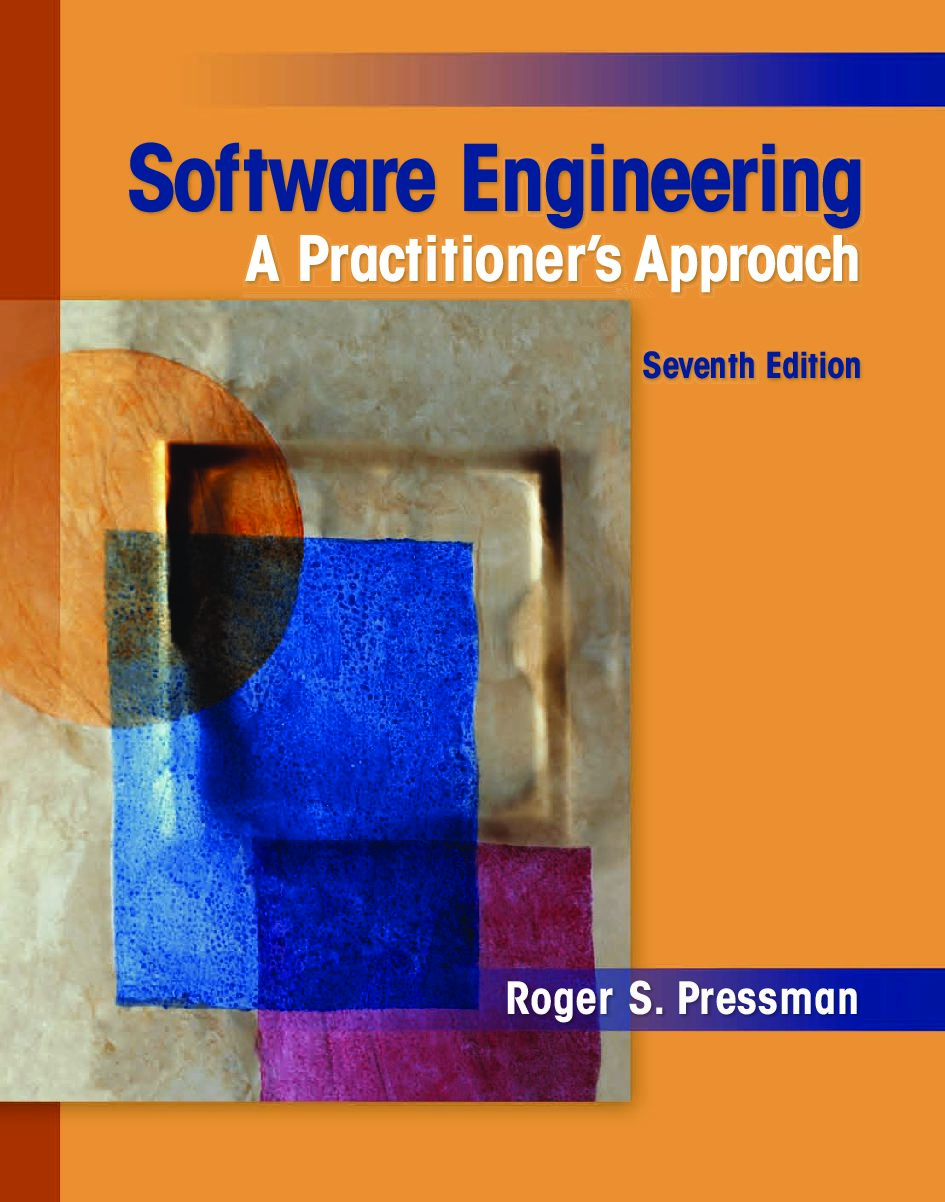 Software Engineering
A Practitioner's Approach
Seventh Edition
Roger S. Pressman